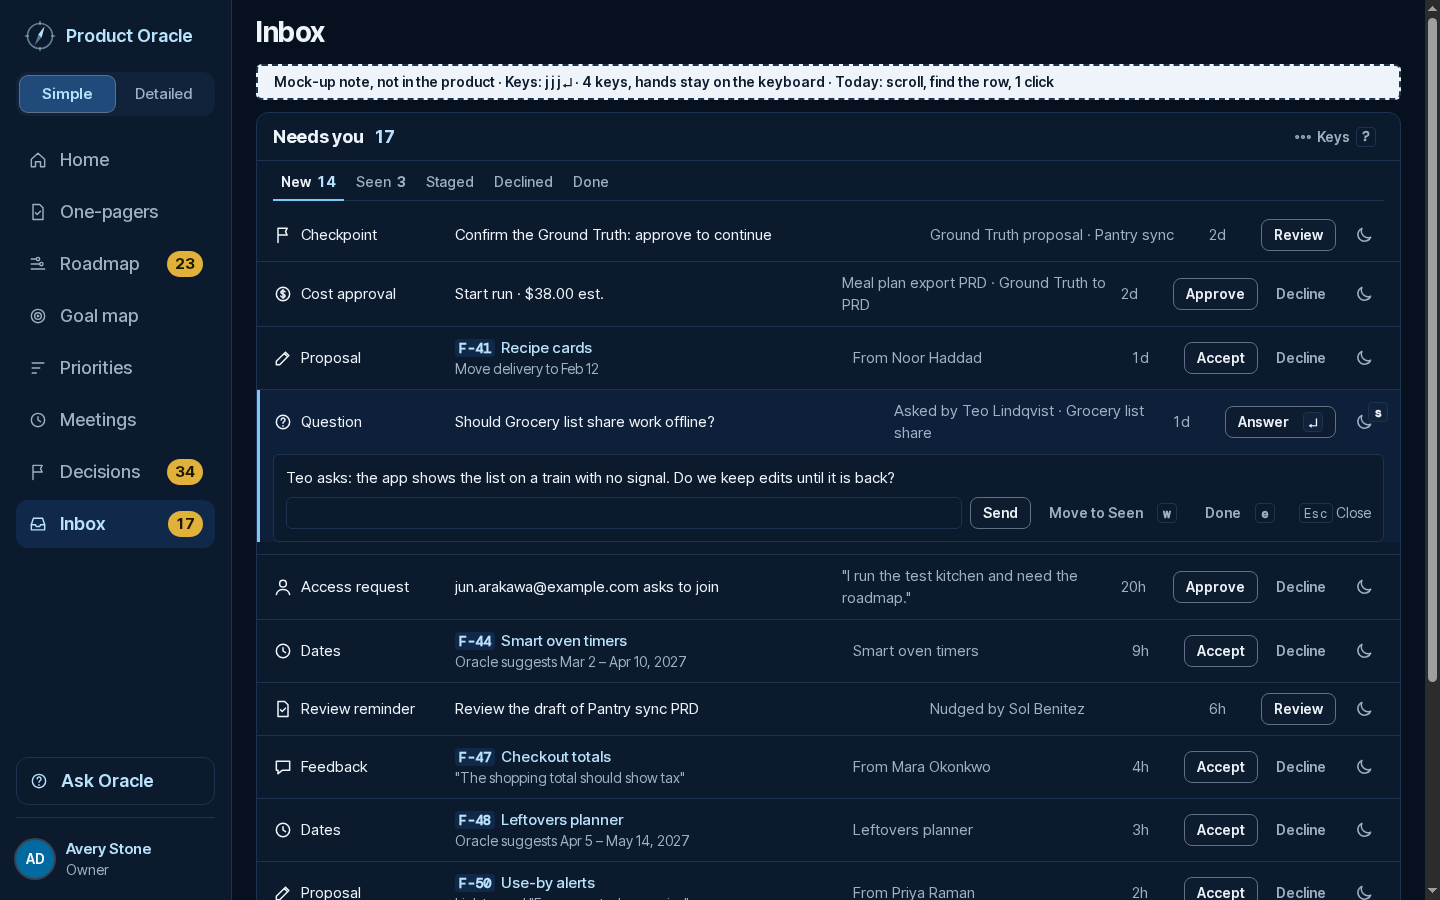 Product Oracle
Simple
Detailed
Home
One-pagers
Roadmap 23
Goal map
Priorities
Meetings
Decisions 34
Inbox 17
Ask Oracle
AD
Avery Stone
Owner
Inbox
Mock-up note, not in the product · Keys: j j j ↵ · 4 keys, hands stay on the keyboard · Today: scroll, find the row, 1 click
Needs you 17
••• Keys ?
New 14 Seen 3 Staged Declined Done
Checkpoint Confirm the Ground Truth: approve to continue Ground Truth proposal · Pantry sync 2d Review
Cost approval Start run · $38.00 est. Meal plan export PRD · Ground Truth to
PRD 2d Approve Decline
Proposal F-41 Recipe cards
Move delivery to Feb 12 From Noor Haddad 1d Accept Decline
Question Should Grocery list share work offline? Asked by Teo Lindqvist · Grocery list
share 1d Answer ↵ s
Teo asks: the app shows the list on a train with no signal. Do we keep edits until it is back?
Send Move to Seen w Done e Esc Close
Access request jun.arakawa@example.com asks to join "I run the test kitchen and need the
roadmap." 20h Approve Decline
Dates F-44 Smart oven timers
Oracle suggests Mar 2 – Apr 10, 2027 Smart oven timers 9h Accept Decline
Review reminder Review the draft of Pantry sync PRD Nudged by Sol Benitez 6h Review
Feedback F-47 Checkout totals
"The shopping total should show tax" From Mara Okonkwo 4h Accept Decline
Dates F-48 Leftovers planner
Oracle suggests Apr 5 – May 14, 2027 Leftovers planner 3h Accept Decline
Proposal F-50 Use-by alerts
From Priya Raman 2h Accept Decline